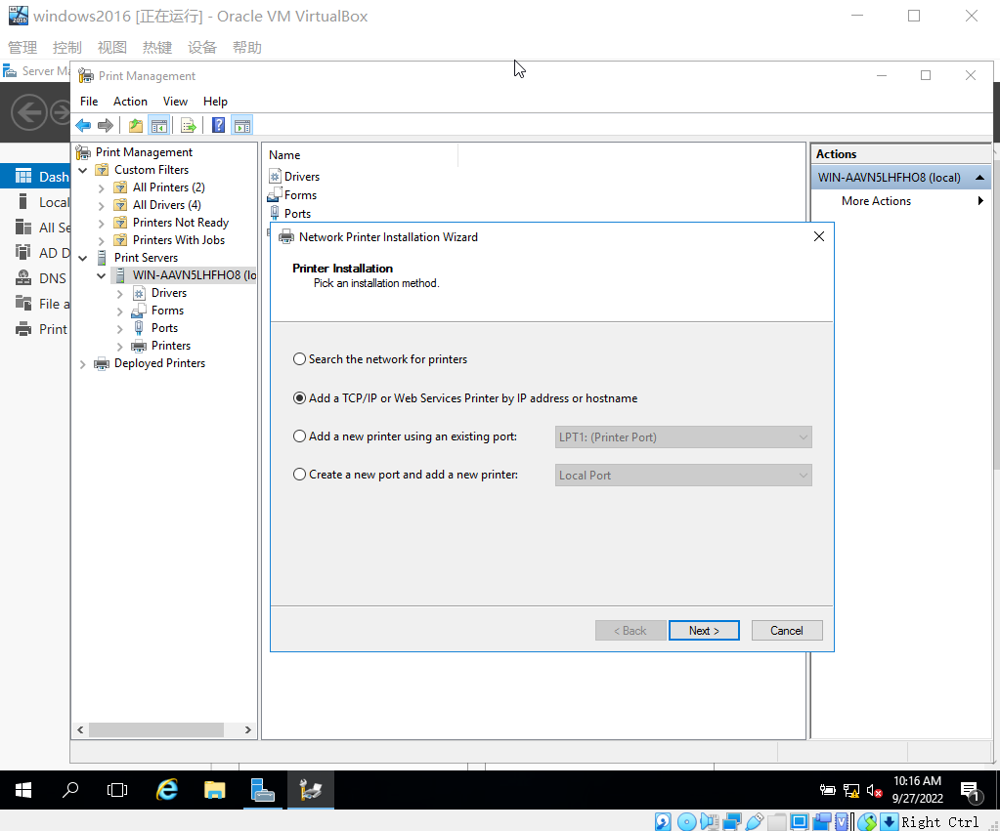 windows2016 [正在运行] - Oracle VM VirtualBox
管理 控制 视图 热键 设备 帮助
Server Ma
Print Management
File Action View Help
Dash
Local
All Se
AD D
DNS
File a
Print
Print Management
Custom Filters
All Printers (2)
All Drivers (4)
Printers Not Ready
Printers With Jobs
Print Servers
WIN-AAVN5LHFHO8 (lo
Drivers
Forms
Ports
Printers
Deployed Printers
Name
Drivers
Forms
Ports
Actions
WIN-AAVN5LHFHO8 (local)
More Actions
Network Printer Installation Wizard
Printer Installation
Pick an installation method.
Search the network for printers
Add a TCP/IP or Web Services Printer by IP address or hostname
Add a new printer using an existing port: LPT1: (Printer Port)
Create a new port and add a new printer: Local Port
< Back Next > Cancel
10:16 AM
9/27/2022
1
Right Ctrl